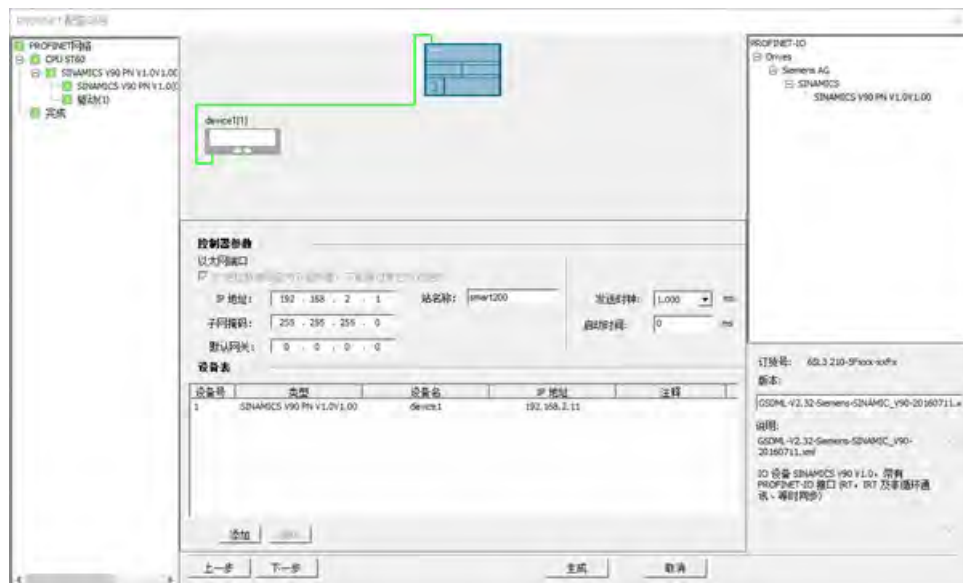 PROFINET 配置向导
PROFINET网络
CPU ST60
SINAMICS V90 PN V1.0V1.00
SINAMICS V90 PN V1.0(0
驱动(1)
完成
device1[1]
PROFINET-IO
Drives
Siemens AG
SINAMICS
SINAMICS V90 PN V1.0V1.00
控制器参数
以太网端口
IP 地址: 192 . 168 . 2 . 1
站名称: smart200
发送时钟: 1.000 ms
子网掩码: 255 . 255 . 255 . 0
启动时间: 0 ms
默认网关: 0 . 0 . 0 . 0
设备表
设备号 类型 设备名 IP 地址 注释
1 SINAMICS V90 PN V1.0V1.00 device1 192.168.2.11
添加
上一步 下一步 生成 取消
订货号: 6SL3 210-5Fxxx-xxFx
版本:
GSDML-V2.32-Siemens-SINAMIC_V90-20160711.x
说明:
GSDML-V2.32-Siemens-SINAMIC_V90-
20160711.xml
IO 设备 SINAMICS V90 V1.0，带有
PROFINET-IO 接口 (RT，IRT 及非循环通
讯、等时同步)